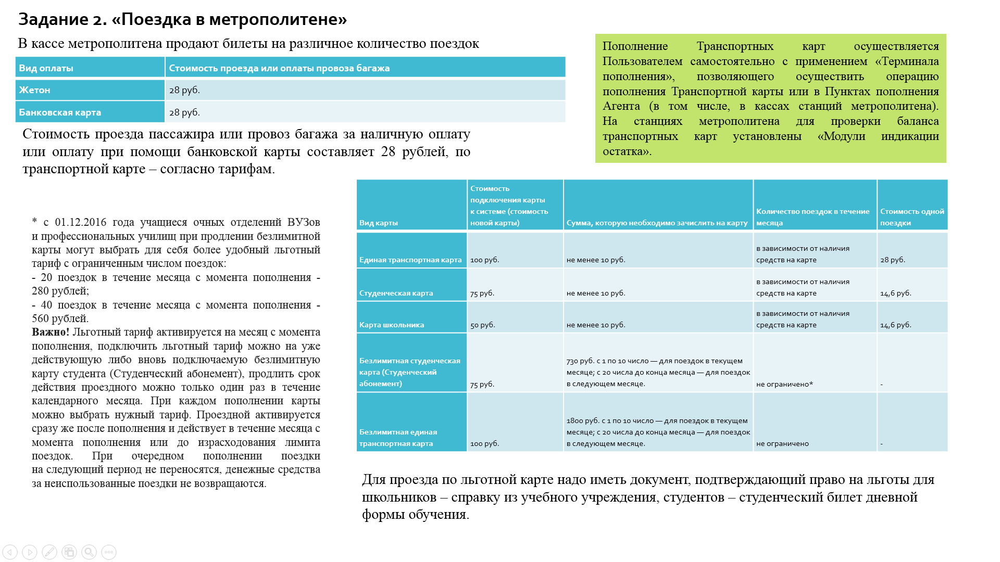 Задание 2. «Поездка в метрополитене»
В кассе метрополитена продают билеты на различное количество поездок
Вид оплаты
Стоимость проезда или оплаты провоза багажа
Жетон
28 руб.
Банковская карта
28 руб.
Стоимость проезда пассажира или провоз багажа за наличную оплату
или оплату при помощи банковской карты составляет 28 рублей, по
транспортной карте – согласно тарифам.
Пополнение Транспортных карт осуществляется
Пользователем самостоятельно с применением «Терминала
пополнения», позволяющего осуществить операцию
пополнения Транспортной карты или в Пунктах пополнения
Агента (в том числе, в кассах станций метрополитена).
На станциях метрополитена для проверки баланса
транспортных карт установлены «Модули индикации
остатка».
* с 01.12.2016 года учащиеся очных отделений ВУЗов
и профессиональных училищ при продлении безлимитной
карты могут выбрать для себя более удобный льготный
тариф с ограниченным числом поездок:
- 20 поездок в течение месяца с момента пополнения -
280 рублей;
- 40 поездок в течение месяца с момента пополнения -
560 рублей.
Важно! Льготный тариф активируется на месяц с момента
пополнения, подключить льготный тариф можно на уже
действующую либо вновь подключаемую безлимитную
карту студента (Студенческий абонемент), продлить срок
действия проездного можно только один раз в течение
календарного месяца. При каждом пополнении карты
можно выбрать нужный тариф. Проездной активируется
сразу же после пополнения и действует в течение месяца с
момента пополнения или до израсходования лимита
поездок. При очередном пополнении поездки
на следующий период не переносятся, денежные средства
за неиспользованные поездки не возвращаются.
Вид карты
Стоимость
подключения карты
к системе (стоимость
новой карты)
Сумма, которую необходимо зачислить на карту
Количество поездок в течение
месяца
Стоимость одной
поездки
Единая транспортная карта
100 руб.
не менее 10 руб.
в зависимости от наличия
средств на карте
28 руб.
Студенческая карта
75 руб.
не менее 10 руб.
в зависимости от наличия
средств на карте
14,6 руб.
Карта школьника
50 руб.
не менее 10 руб.
в зависимости от наличия
средств на карте
14,6 руб.
Безлимитная студенческая
карта (Студенческий
абонемент)
75 руб.
730 руб. с 1 по 10 число — для поездок в текущем
месяце; с 20 числа до конца месяца — для поездок
в следующем месяце.
не ограничено*
-
Безлимитная единая
транспортная карта
100 руб.
1800 руб. с 1 по 10 число — для поездок в текущем
месяце; с 20 числа до конца месяца — для поездок
в следующем месяце.
не ограничено
-
Для проезда по льготной карте надо иметь документ, подтверждающий право на льготы для
школьников – справку из учебного учреждения, студентов – студенческий билет дневной
формы обучения.